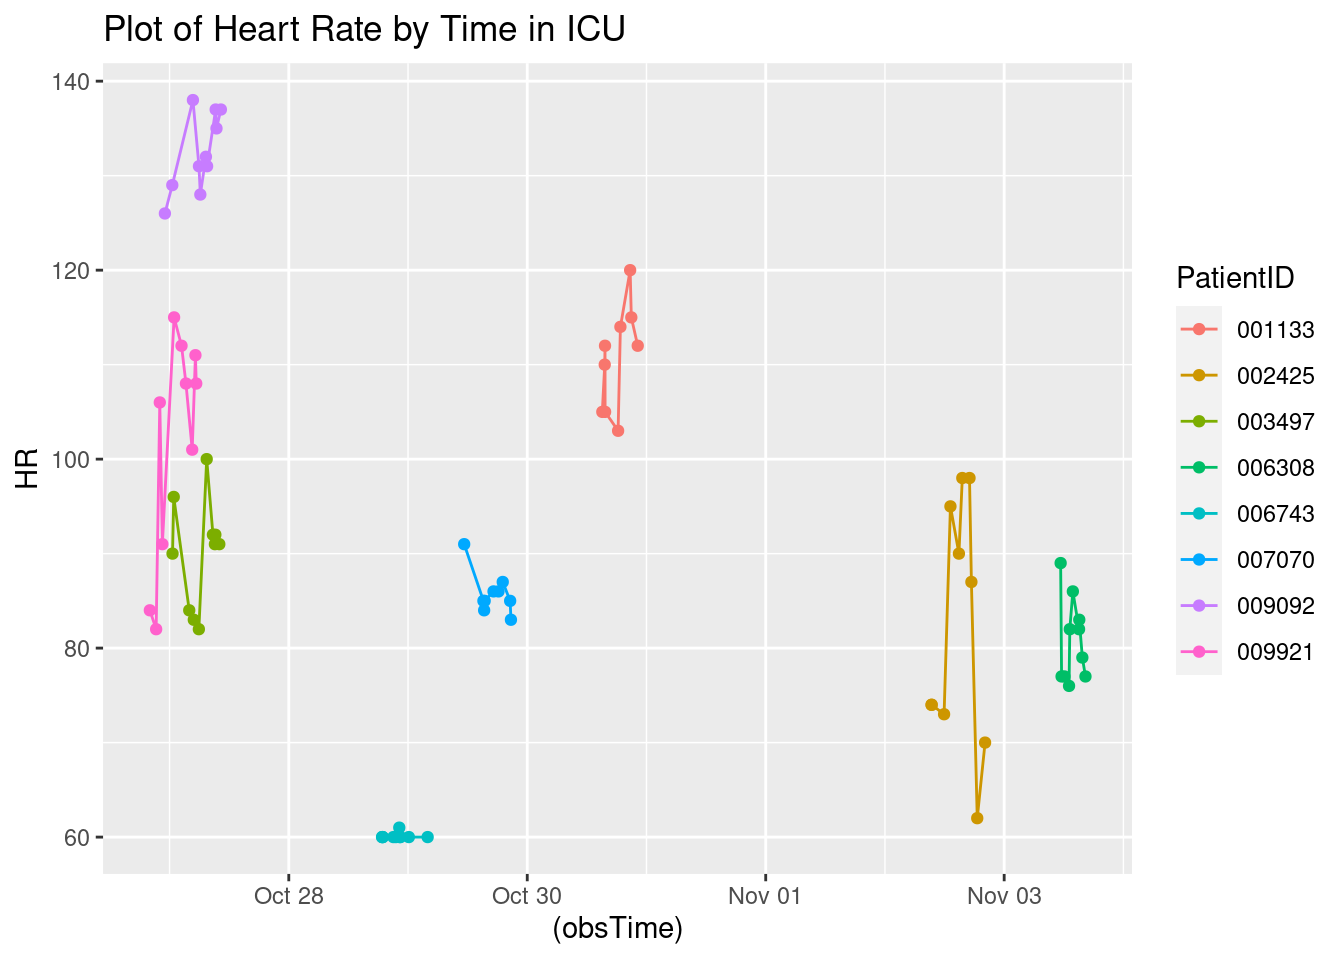 Plot of Heart Rate by Time in ICU
140
120
100
80
60
HR
Oct 28
Oct 30
Nov 01
Nov 03
(obsTime)
PatientID
001133
002425
003497
006308
006743
007070
009092
009921